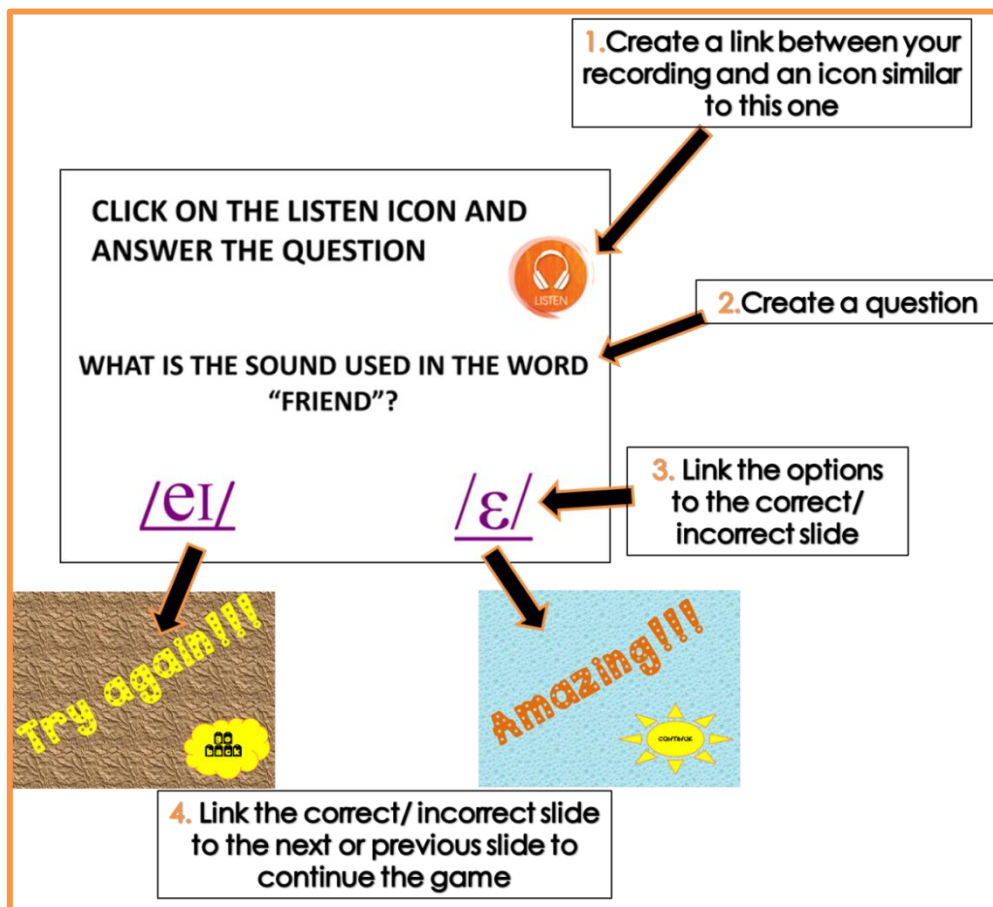 1.Create a link between your
recording and an icon similar
to this one
CLICK ON THE LISTEN ICON AND
ANSWER THE QUESTION
LISTEN
2.Create a question
WHAT IS THE SOUND USED IN THE WORD
“FRIEND”?
3. Link the options
to the correct/
incorrect slide
/eɪ/
/ɛ/
Try again!!!
Go
back
Amazing!!!
CONTINUE
4. Link the correct/ incorrect slide
to the next or previous slide to
continue the game